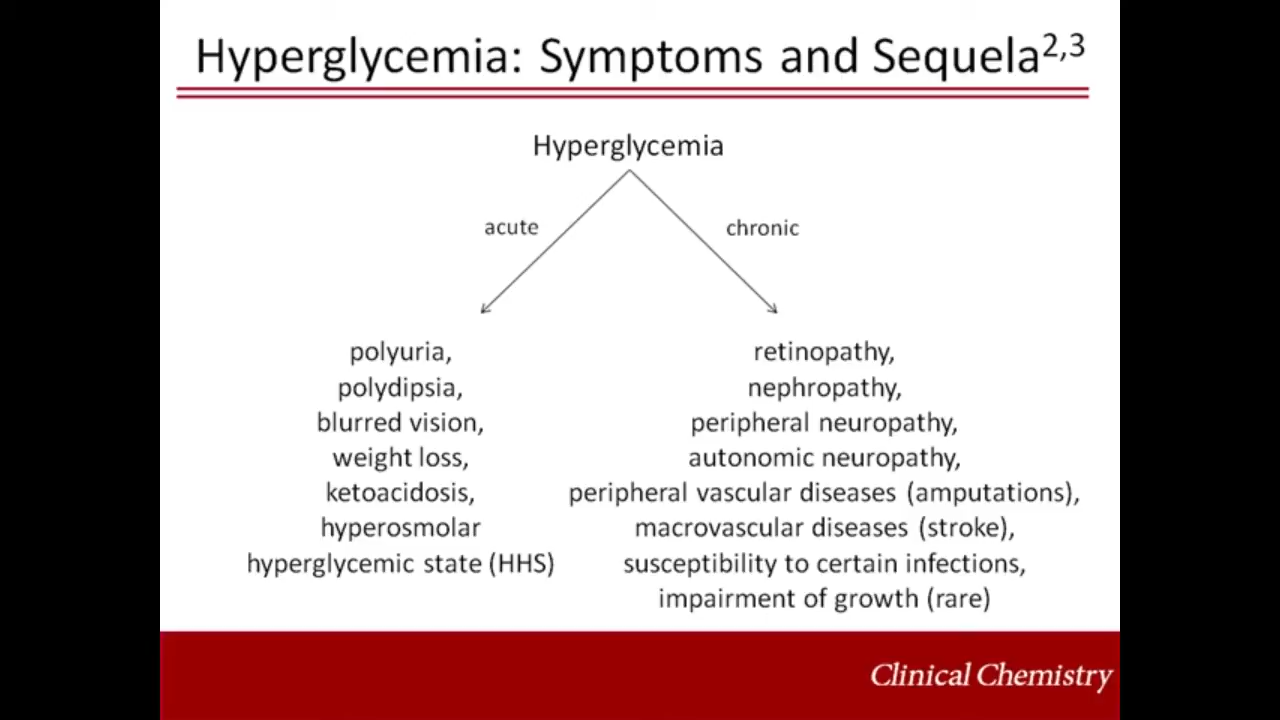 Hyperglycemia: Symptoms and Sequela2,3
Hyperglycemia
acute
chronic
polyuria,
polydipsia,
blurred vision,
weight loss,
ketoacidosis,
hyperosmolar
hyperglycemic state (HHS)
retinopathy,
nephropathy,
peripheral neuropathy,
autonomic neuropathy,
peripheral vascular diseases (amputations),
macrovascular diseases (stroke),
susceptibility to certain infections,
impairment of growth (rare)
Clinical Chemistry